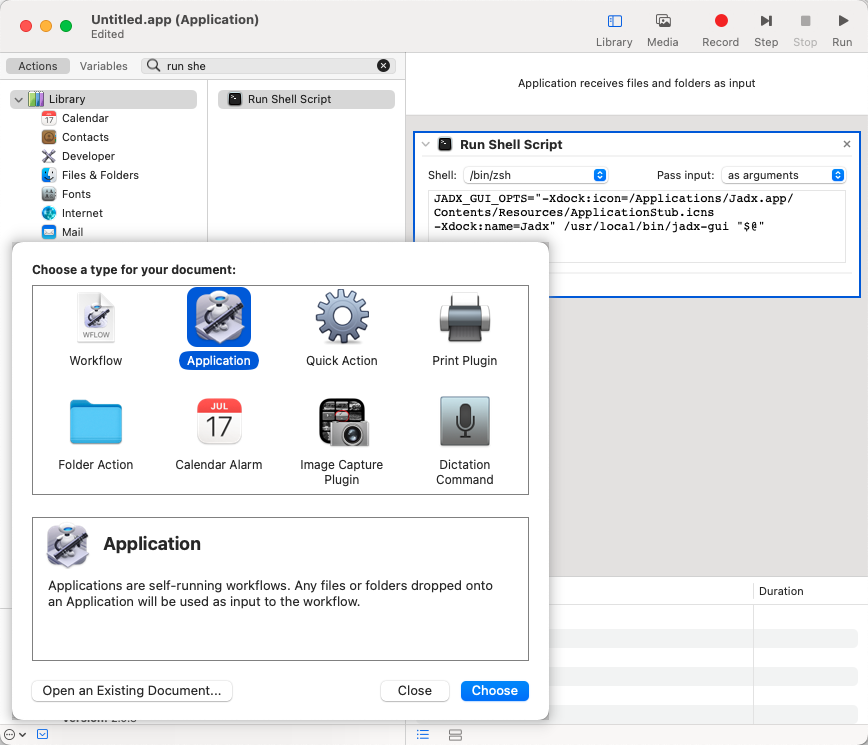 Untitled.app (Application)
Edited
Library
Media
Record
Step
Stop
Run
Actions
Variables
run she
Library
Calendar
Contacts
Developer
Files & Folders
Fonts
Internet
Mail
Run Shell Script
Application receives files and folders as input
Run Shell Script
Shell:
/bin/zsh
Pass input:
as arguments
JADX_GUI_OPTS="-Xdock:icon=/Applications/Jadx.app/
Contents/Resources/ApplicationStub.icns
-Xdock:name=Jadx" /usr/local/bin/jadx-gui "$@"
Choose a type for your document:
WFLOW
Workflow
Application
Quick Action
Print Plugin
Folder Action
JUL
17
Calendar Alarm
Image Capture
Plugin
Dictation
Command
Application
Applications are self-running workflows. Any files or folders dropped onto
an Application will be used as input to the workflow.
Open an Existing Document...
Close
Choose
Duration